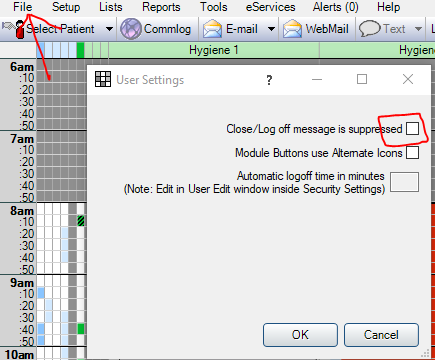 File Setup Lists Reports Tools eServices Alerts (0) Help
Select Patient Commlog E-mail WebMail Text L
Hygiene 1 Hygiene
6am
:10
:20
:30
:40
:50
7am
:10
:20
:30
:40
:50
8am
:10
:20
:30
:40
:50
9am
:10
:20
:30
:40
:50
10am
User Settings ?
Close/Log off message is suppressed
Module Buttons use Alternate Icons
Automatic logoff time in minutes
(Note: Edit in User Edit window inside Security Settings)
OK Cancel